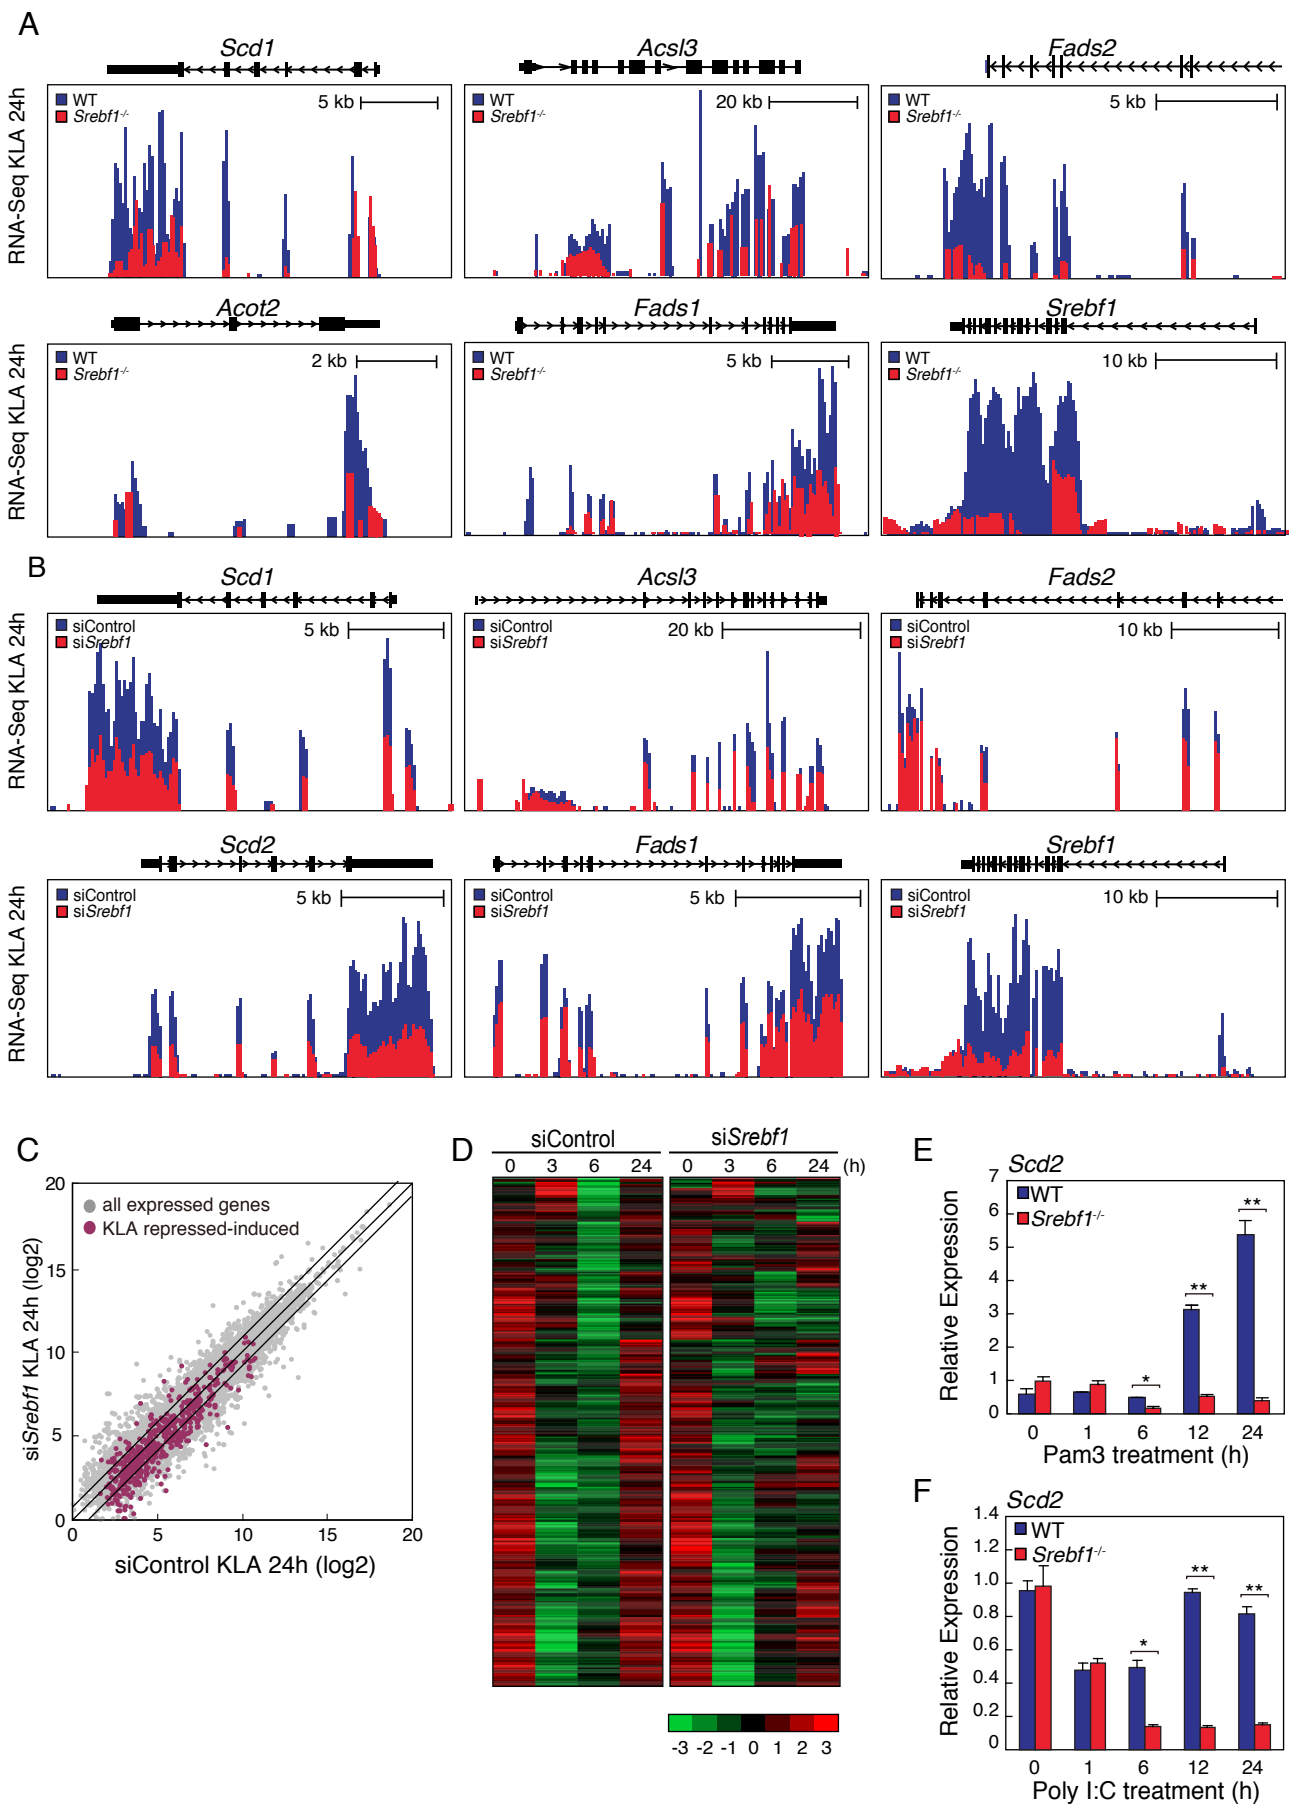 A
Scd1
Acsl3
Fads2
RNA-Seq KLA 24h
WT
Srebf1-/-
5 kb
WT
Srebf1-/-
20 kb
WT
Srebf1-/-
5 kb
Acot2
Fads1
Srebf1
RNA-Seq KLA 24h
WT
Srebf1-/-
2 kb
WT
Srebf1-/-
5 kb
WT
Srebf1-/-
10 kb
B
Scd1
Acsl3
Fads2
RNA-Seq KLA 24h
siControl
siSrebf1
5 kb
siControl
siSrebf1
20 kb
siControl
siSrebf1
10 kb
Scd2
Fads1
Srebf1
RNA-Seq KLA 24h
siControl
siSrebf1
5 kb
siControl
siSrebf1
5 kb
siControl
siSrebf1
10 kb
C
siSrebf1 KLA 24h (log2)
20
15
10
5
0
all expressed genes
KLA repressed-induced
0 5 10 15 20
siControl KLA 24h (log2)
D
siControl
siSrebf1
0 3 6 24
0 3 6 24 (h)
-3 -2 -1 0 1 2 3
E
Scd2
Relative Expression
7
6
5
4
3
2
1
0
WT
Srebf1-/-
*
**
**
0 1 6 12 24
Pam3 treatment (h)
F
Scd2
Relative Expression
1.4
1.2
1.0
0.8
0.6
0.4
0.2
0
WT
Srebf1-/-
*
**
**
0 1 6 12 24
Poly I:C treatment (h)